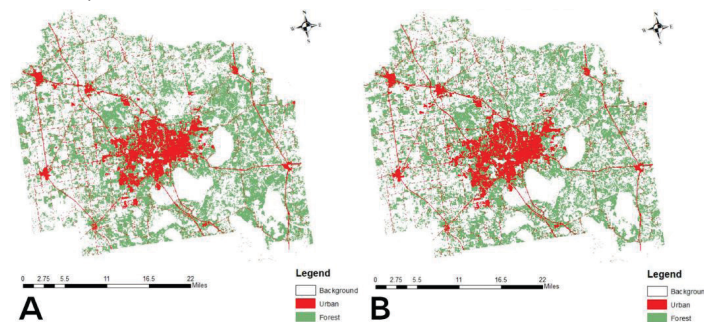 N
E
S
N
E
S
0 2.75 5.5 11 16.5 22
Miles
A
Legend
Background
Urban
Forest
0 2.75 5.5 11 16.5 22
Miles
B
Legend
Backgroun
Urban
Forest